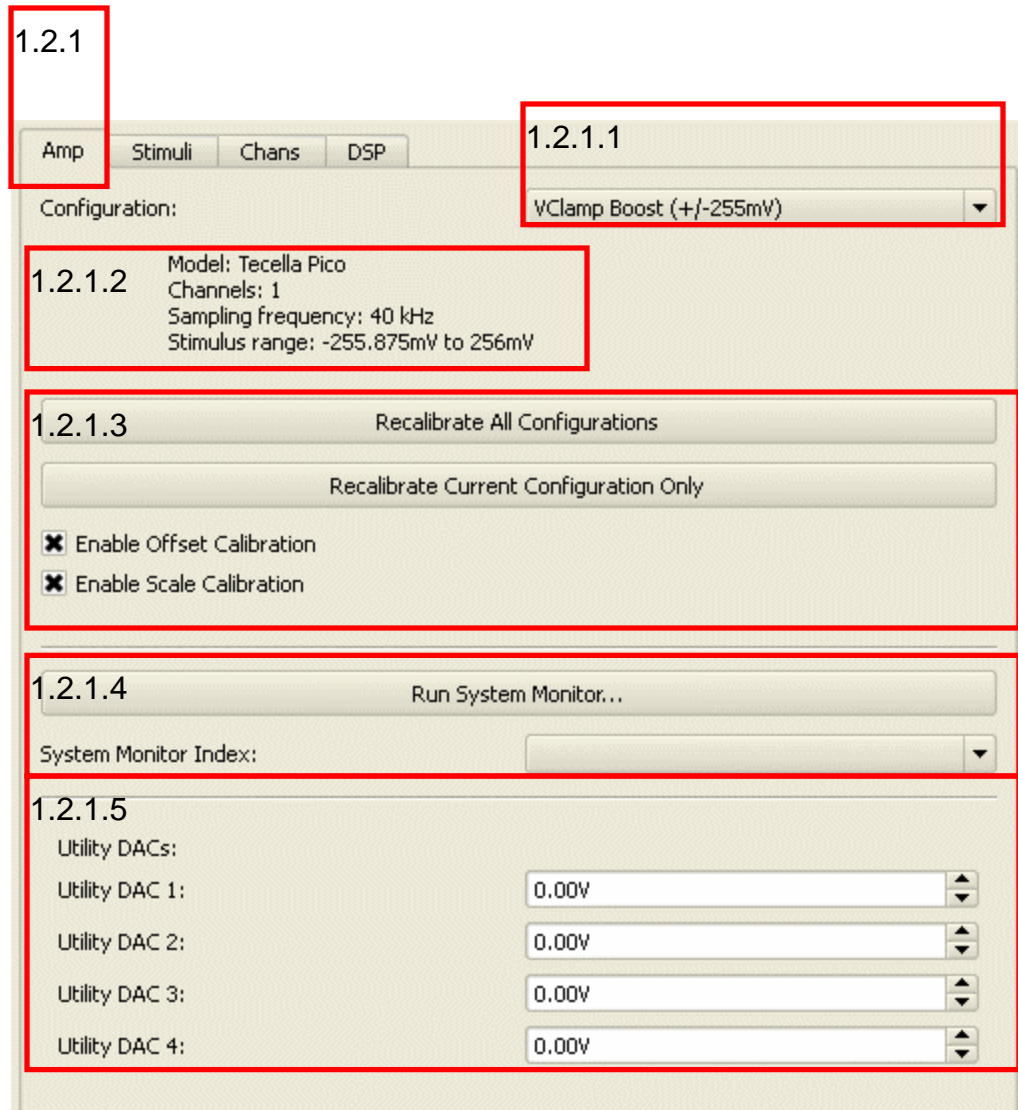 1.2.1
1.2.1.1
Amp Stimuli Chans DSP
Configuration: VClamp Boost (+/-255mV)
1.2.1.2
Model: Tecella Pico
Channels: 1
Sampling frequency: 40 kHz
Stimulus range: -255.875mV to 256mV
1.2.1.3
Recalibrate All Configurations
Recalibrate Current Configuration Only
Enable Offset Calibration
Enable Scale Calibration
1.2.1.4
Run System Monitor...
System Monitor Index:
1.2.1.5
Utility DACs:
Utility DAC 1: 0.00V
Utility DAC 2: 0.00V
Utility DAC 3: 0.00V
Utility DAC 4: 0.00V